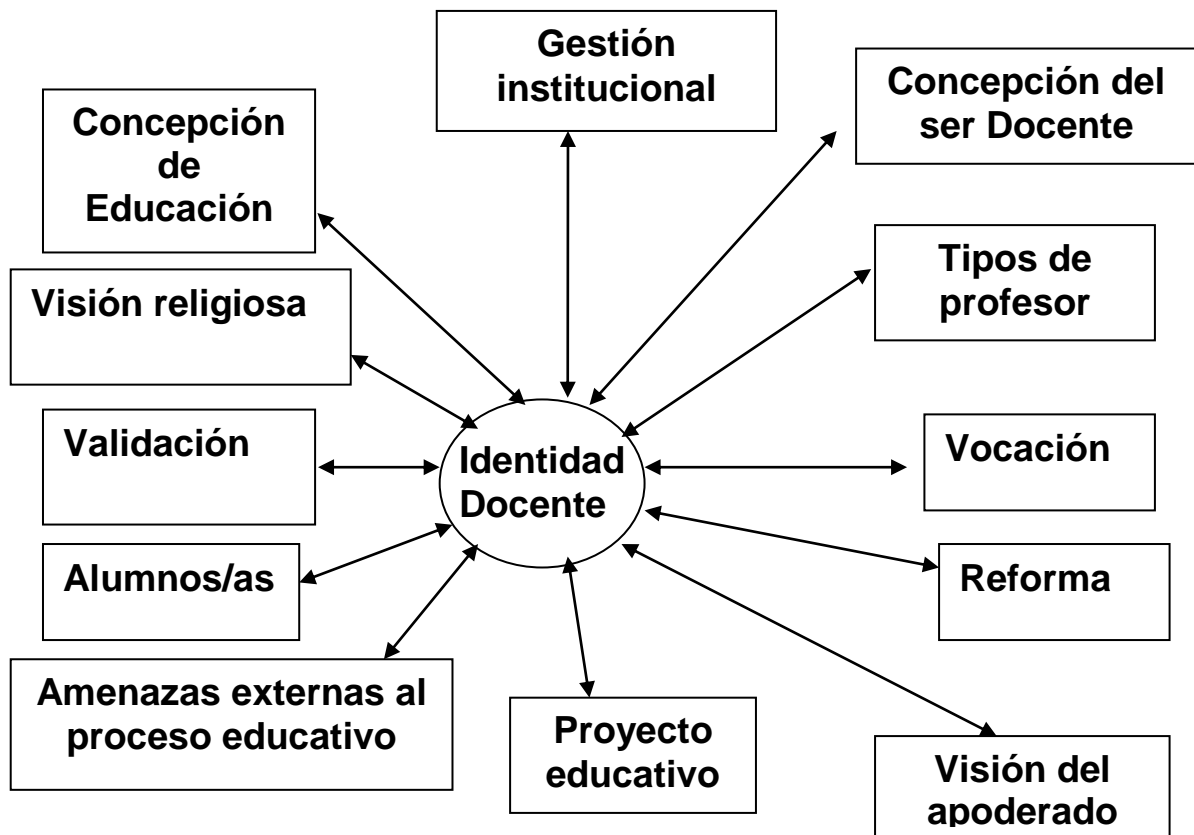 Gestión
institucional
Concepción del
ser Docente
Concepción
de
Educación
Tipos de
profesor
Visión religiosa
Validación
Identidad
Docente
Vocación
Alumnos/as
Reforma
Amenazas externas al
proceso educativo
Proyecto
educativo
Visión del
apoderado